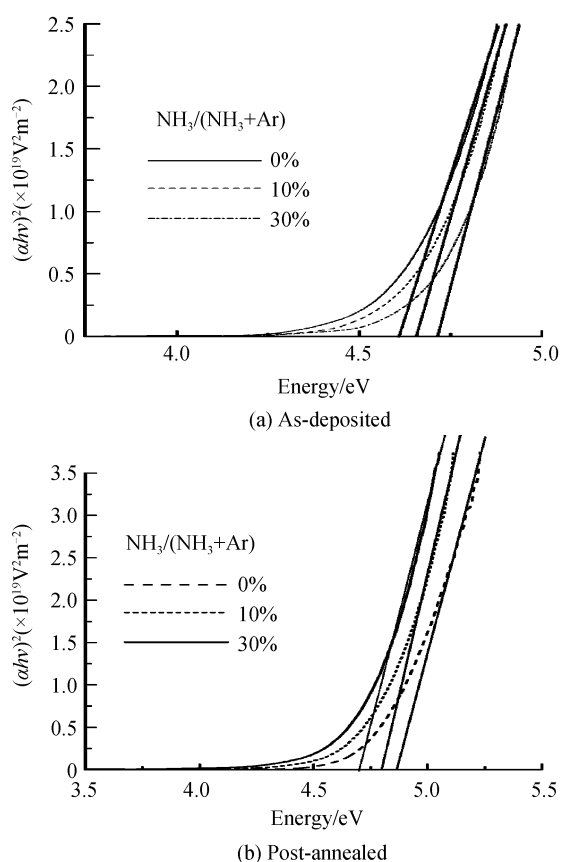 2.5
2.0
1.5
1.0
0.5
0
(αhν)²(×10¹⁹V²m⁻²)
NH₃/(NH₃+Ar)
0%
10%
30%
4.0 4.5 5.0
Energy/eV
(a) As-deposited
3.5
3.0
2.5
2.0
1.5
1.0
0.5
0
(αhν)²(×10¹⁹V²m⁻²)
NH₃/(NH₃+Ar)
0%
10%
30%
3.5 4.0 4.5 5.0 5.5
Energy/eV
(b) Post-annealed